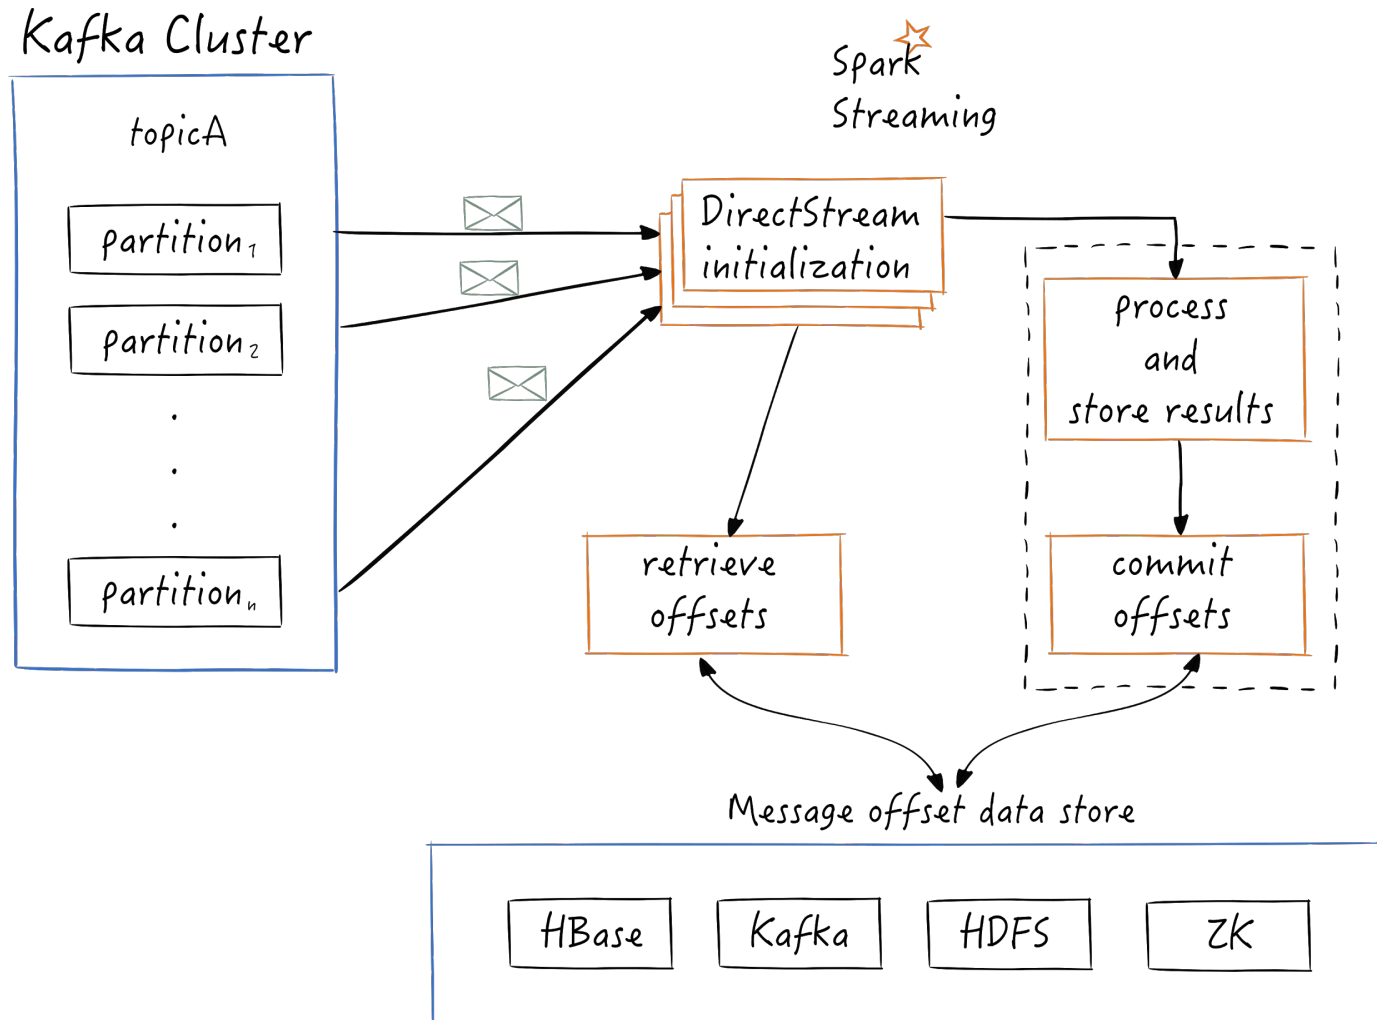 Kafka Cluster
topicA
partition₁
partition₂
partitionₙ
Spark
Streaming
DirectStream
initialization
process
and
store results
retrieve
offsets
commit
offsets
Message offset data store
HBase
Kafka
HDFS
ZK